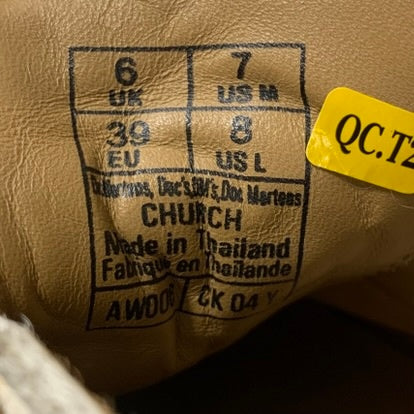 6 UK 7 US M
39 EU 8 US L
Dr.Martens, Doc's, DM's, Doc Martens
CHURCH
Made in Thailand
Fabriqué en Thailande
AW006 CK 04 Y
QC.T2